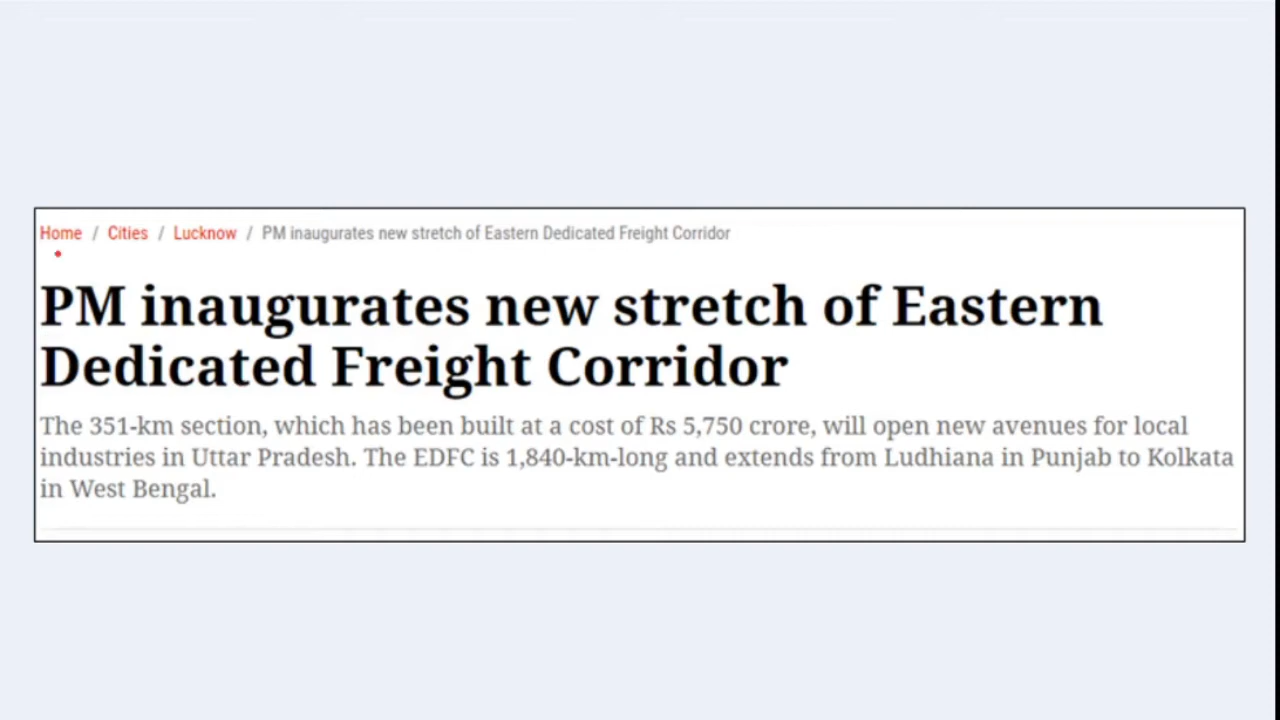 Home / Cities / Lucknow / PM inaugurates new stretch of Eastern Dedicated Freight Corridor
PM inaugurates new stretch of Eastern
Dedicated Freight Corridor
The 351-km section, which has been built at a cost of Rs 5,750 crore, will open new avenues for local
industries in Uttar Pradesh. The EDFC is 1,840-km-long and extends from Ludhiana in Punjab to Kolkata
in West Bengal.